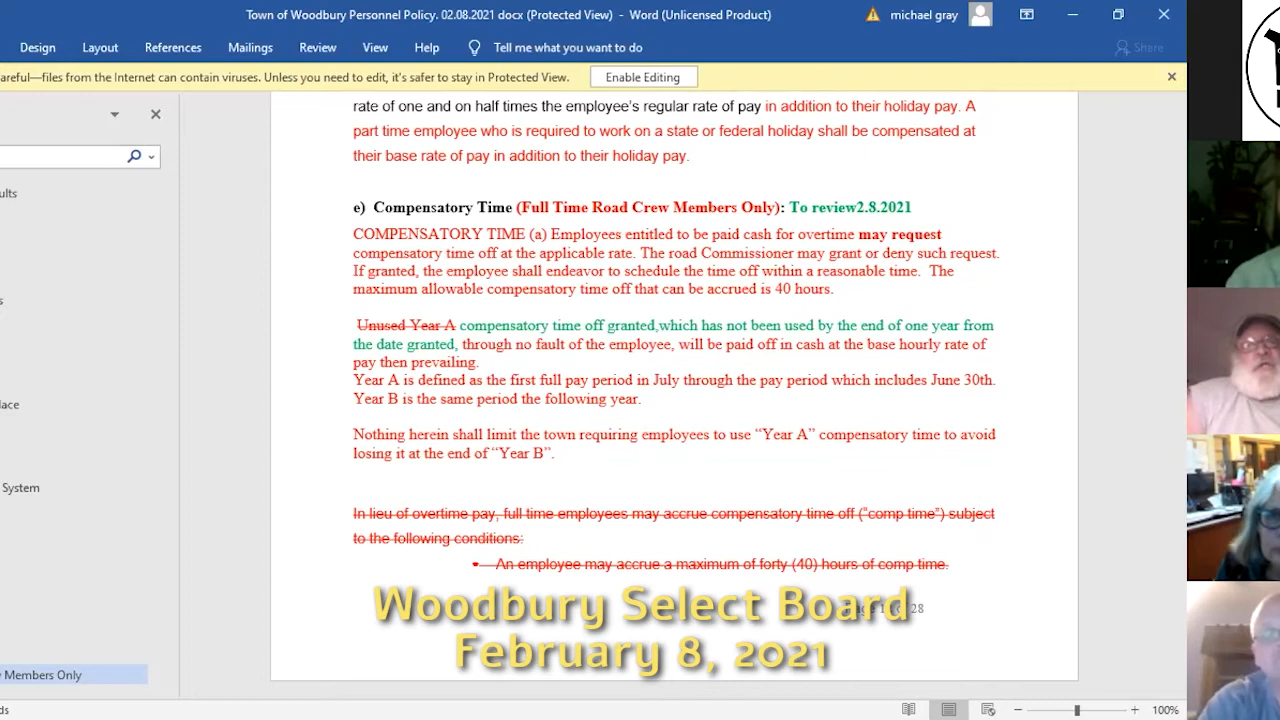 Town of Woodbury Personnel Policy. 02.08.2021 docx (Protected View) - Word (Unlicensed Product)
michael gray
Design Layout References Mailings Review View Help Tell me what you want to do Share
areful—files from the Internet can contain viruses. Unless you need to edit, it's safer to stay in Protected View. Enable Editing
rate of one and on half times the employee's regular rate of pay in addition to their holiday pay. A
part time employee who is required to work on a state or federal holiday shall be compensated at
their base rate of pay in addition to their holiday pay.
ults
e) Compensatory Time (Full Time Road Crew Members Only): To review2.8.2021
COMPENSATORY TIME (a) Employees entitled to be paid cash for overtime may request
compensatory time off at the applicable rate. The road Commissioner may grant or deny such request.
If granted, the employee shall endeavor to schedule the time off within a reasonable time. The
maximum allowable compensatory time off that can be accrued is 40 hours.
s
Unused Year A compensatory time off granted,which has not been used by the end of one year from
the date granted, through no fault of the employee, will be paid off in cash at the base hourly rate of
pay then prevailing.
Year A is defined as the first full pay period in July through the pay period which includes June 30th.
Year B is the same period the following year.
lace
Nothing herein shall limit the town requiring employees to use “Year A” compensatory time to avoid
losing it at the end of “Year B”.
System
In lieu of overtime pay, full time employees may accrue compensatory time off (“comp time”) subject
to the following conditions:
• An employee may accrue a maximum of forty (40) hours of comp time.
28
Woodbury Select Board
February 8, 2021
Members Only
ds
100%